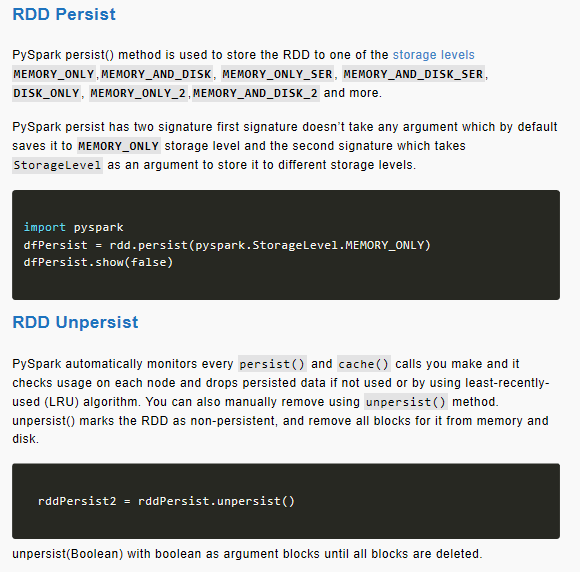 RDD Persist
PySpark persist() method is used to store the RDD to one of the storage levels
MEMORY_ONLY,MEMORY_AND_DISK, MEMORY_ONLY_SER, MEMORY_AND_DISK_SER,
DISK_ONLY, MEMORY_ONLY_2,MEMORY_AND_DISK_2 and more.
PySpark persist has two signature first signature doesn’t take any argument which by default
saves it to MEMORY_ONLY storage level and the second signature which takes
StorageLevel as an argument to store it to different storage levels.
import pyspark
dfPersist = rdd.persist(pyspark.StorageLevel.MEMORY_ONLY)
dfPersist.show(false)
RDD Unpersist
PySpark automatically monitors every persist() and cache() calls you make and it
checks usage on each node and drops persisted data if not used or by using least-recently-
used (LRU) algorithm. You can also manually remove using unpersist() method.
unpersist() marks the RDD as non-persistent, and remove all blocks for it from memory and
disk.
rddPersist2 = rddPersist.unpersist()
unpersist(Boolean) with boolean as argument blocks until all blocks are deleted.